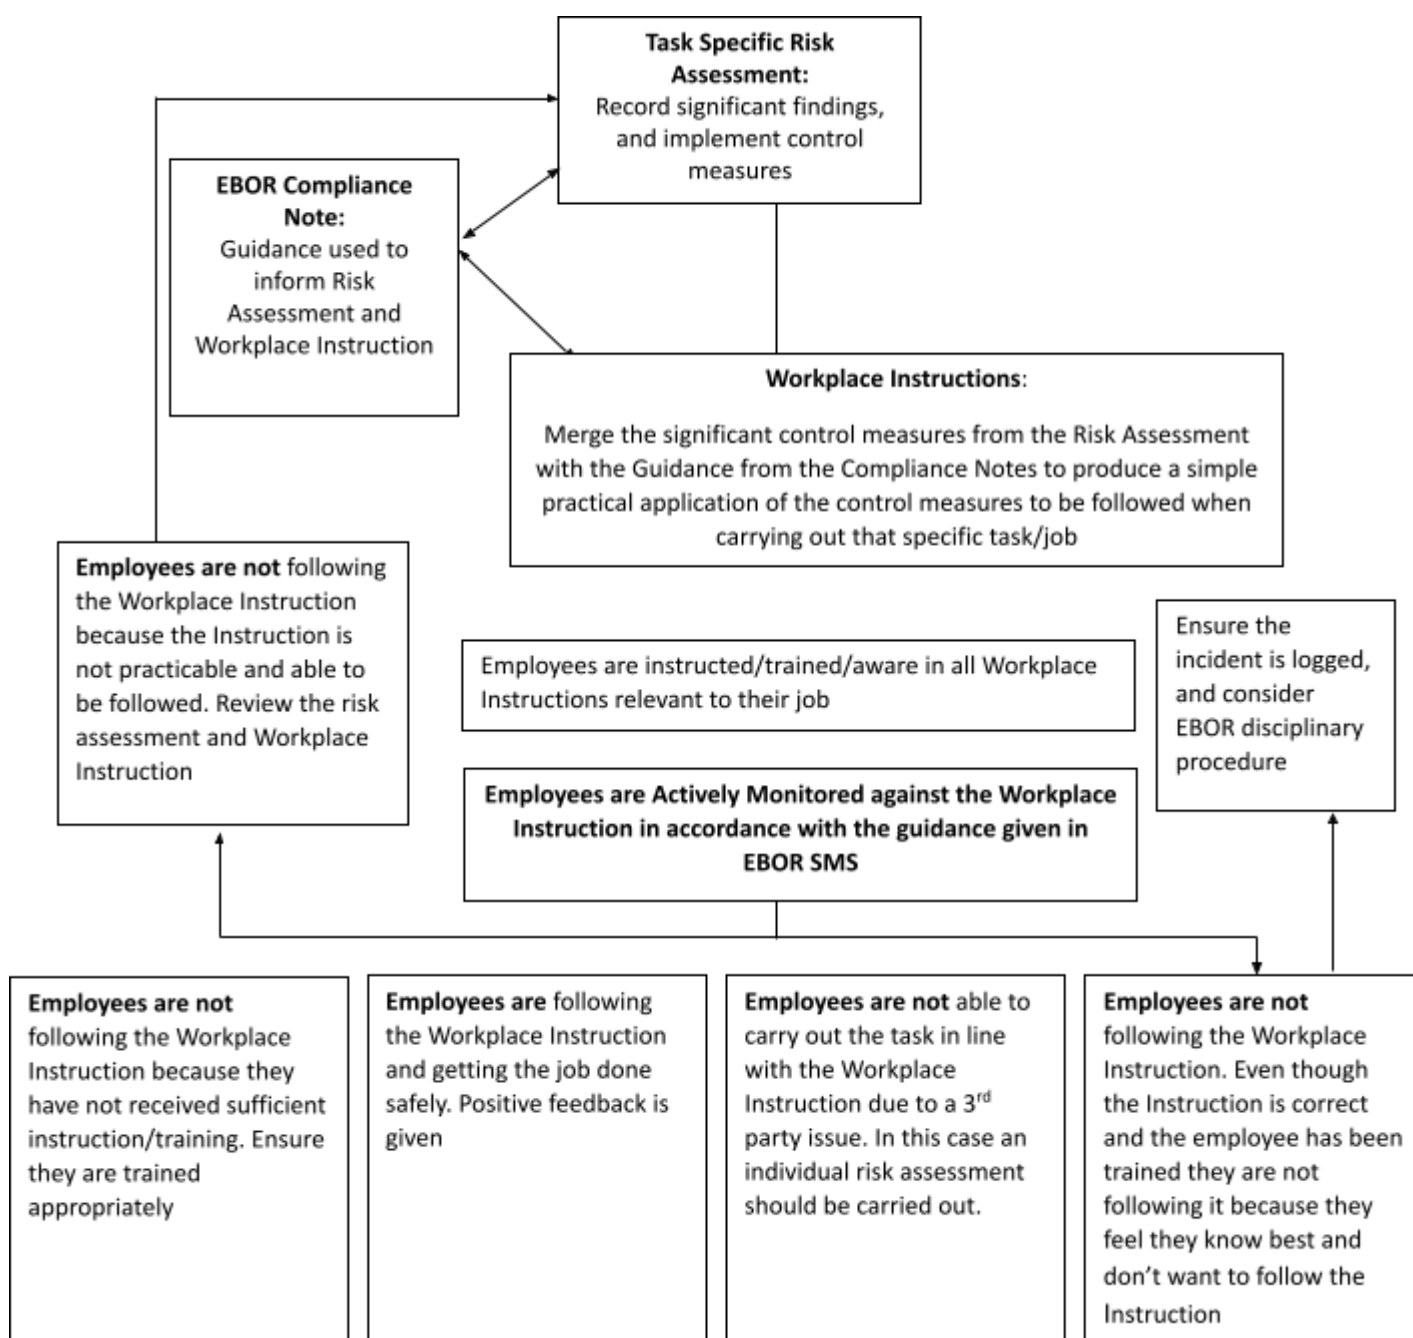 Task Specific Risk
Assessment:
Record significant findings,
and implement control
measures
EBOR Compliance
Note:
Guidance used to
inform Risk
Assessment and
Workplace Instruction
Workplace Instructions:
Merge the significant control measures from the Risk Assessment
with the Guidance from the Compliance Notes to produce a simple
practical application of the control measures to be followed when
carrying out that specific task/job
Employees are not following
the Workplace Instruction
because the Instruction is
not practicable and able to
be followed. Review the risk
assessment and Workplace
Instruction
Employees are instructed/trained/aware in all Workplace
Instructions relevant to their job
Ensure the
incident is logged,
and consider
EBOR disciplinary
procedure
Employees are Actively Monitored against the Workplace
Instruction in accordance with the guidance given in
EBOR SMS
Employees are not
following the Workplace
Instruction because they
have not received sufficient
instruction/training. Ensure
they are trained
appropriately
Employees are following
the Workplace Instruction
and getting the job done
safely. Positive feedback is
given
Employees are not able to
carry out the task in line
with the Workplace
Instruction due to a 3rd
party issue. In this case an
individual risk assessment
should be carried out.
Employees are not
following the Workplace
Instruction. Even though
the Instruction is correct
and the employee has been
trained they are not
following it because they
feel they know best and
don’t want to follow the
Instruction